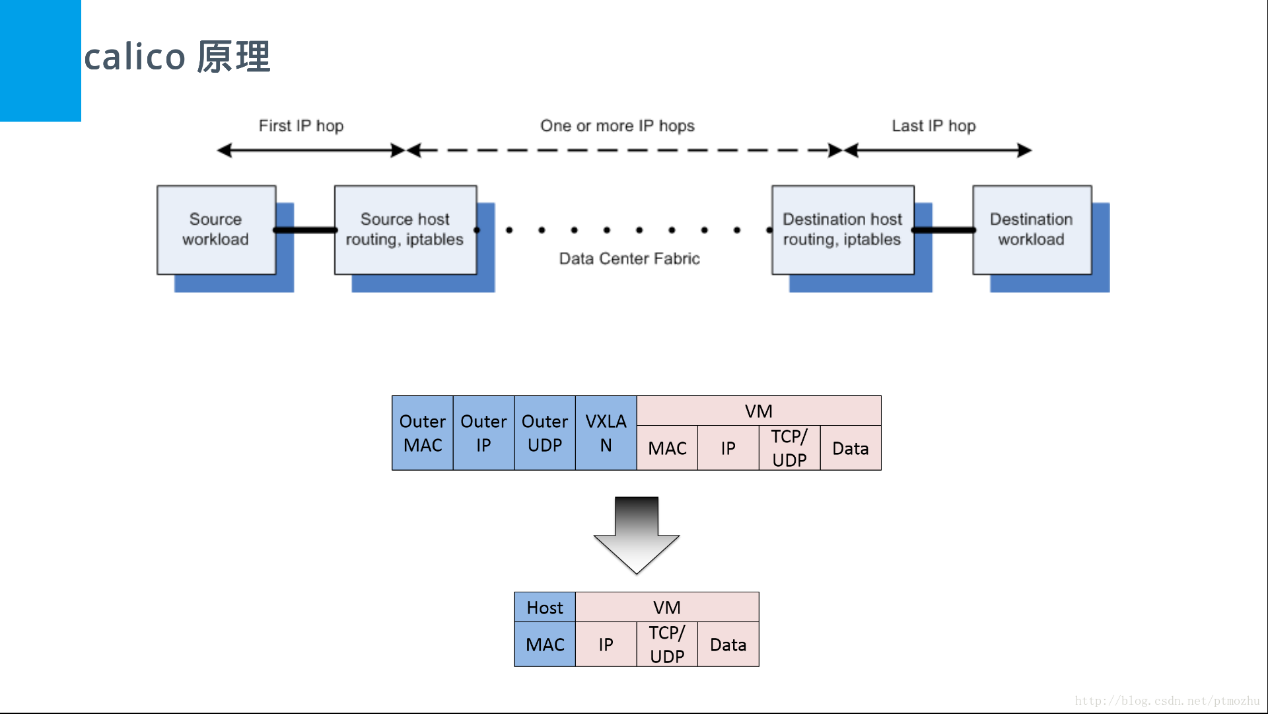 calico 原理
First IP hop
One or more IP hops
Last IP hop
Source
workload
Source host
routing, iptables
Data Center Fabric
Destination host
routing, iptables
Destination
workload
Outer
MAC
Outer
IP
Outer
UDP
VXLA
N
VM
MAC
IP
TCP/
UDP
Data
Host
VM
MAC
IP
TCP/
UDP
Data
http://blog.csdn.net/ptmozhu